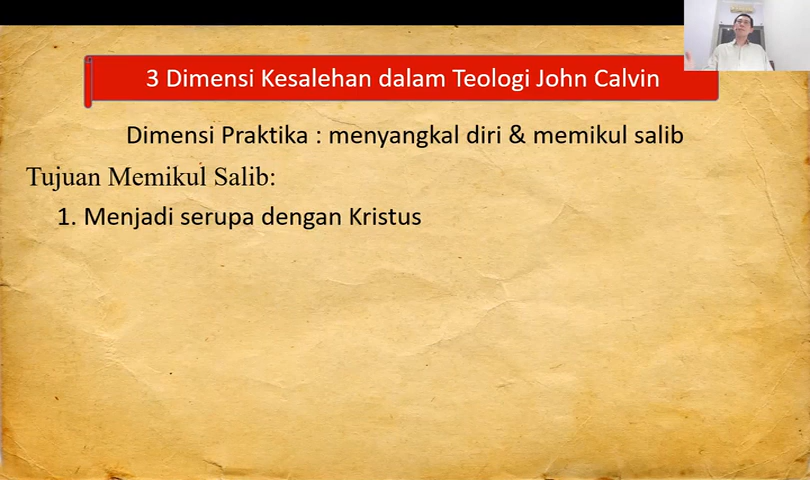 3 Dimensi Kesalehan dalam Teologi John Calvin
Dimensi Praktika : menyangkal diri & memikul salib
Tujuan Memikul Salib:
1. Menjadi serupa dengan Kristus